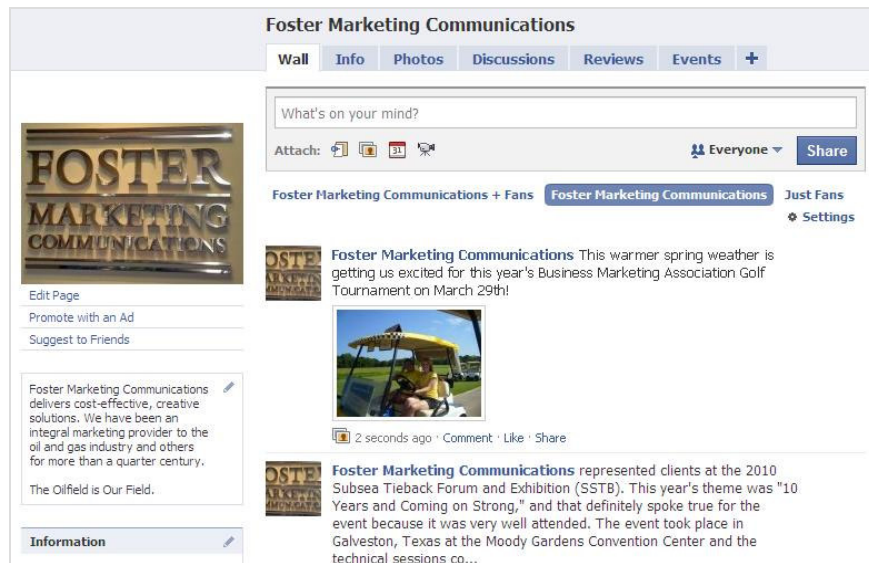 Foster Marketing Communications
Wall Info Photos Discussions Reviews Events +
What's on your mind?
Attach: 31 Everyone Share
Foster Marketing Communications + Fans Foster Marketing Communications Just Fans
Settings
FOSTER
MARKETING
COMMUNICATIONS
Edit Page
Promote with an Ad
Suggest to Friends
Foster Marketing Communications
delivers cost-effective, creative
solutions. We have been an
integral marketing provider to the
oil and gas industry and others
for more than a quarter century.
The Oilfield is Our Field.
Information
Foster Marketing Communications This warmer spring weather is
getting us excited for this year's Business Marketing Association Golf
Tournament on March 29th!
2 seconds ago · Comment · Like · Share
Foster Marketing Communications represented clients at the 2010
Subsea Tieback Forum and Exhibition (SSTB). This year's theme was "10
Years and Coming on Strong," and that definitely spoke true for the
event because it was very well attended. The event took place in
Galveston, Texas at the Moody Gardens Convention Center and the
technical sessions co...